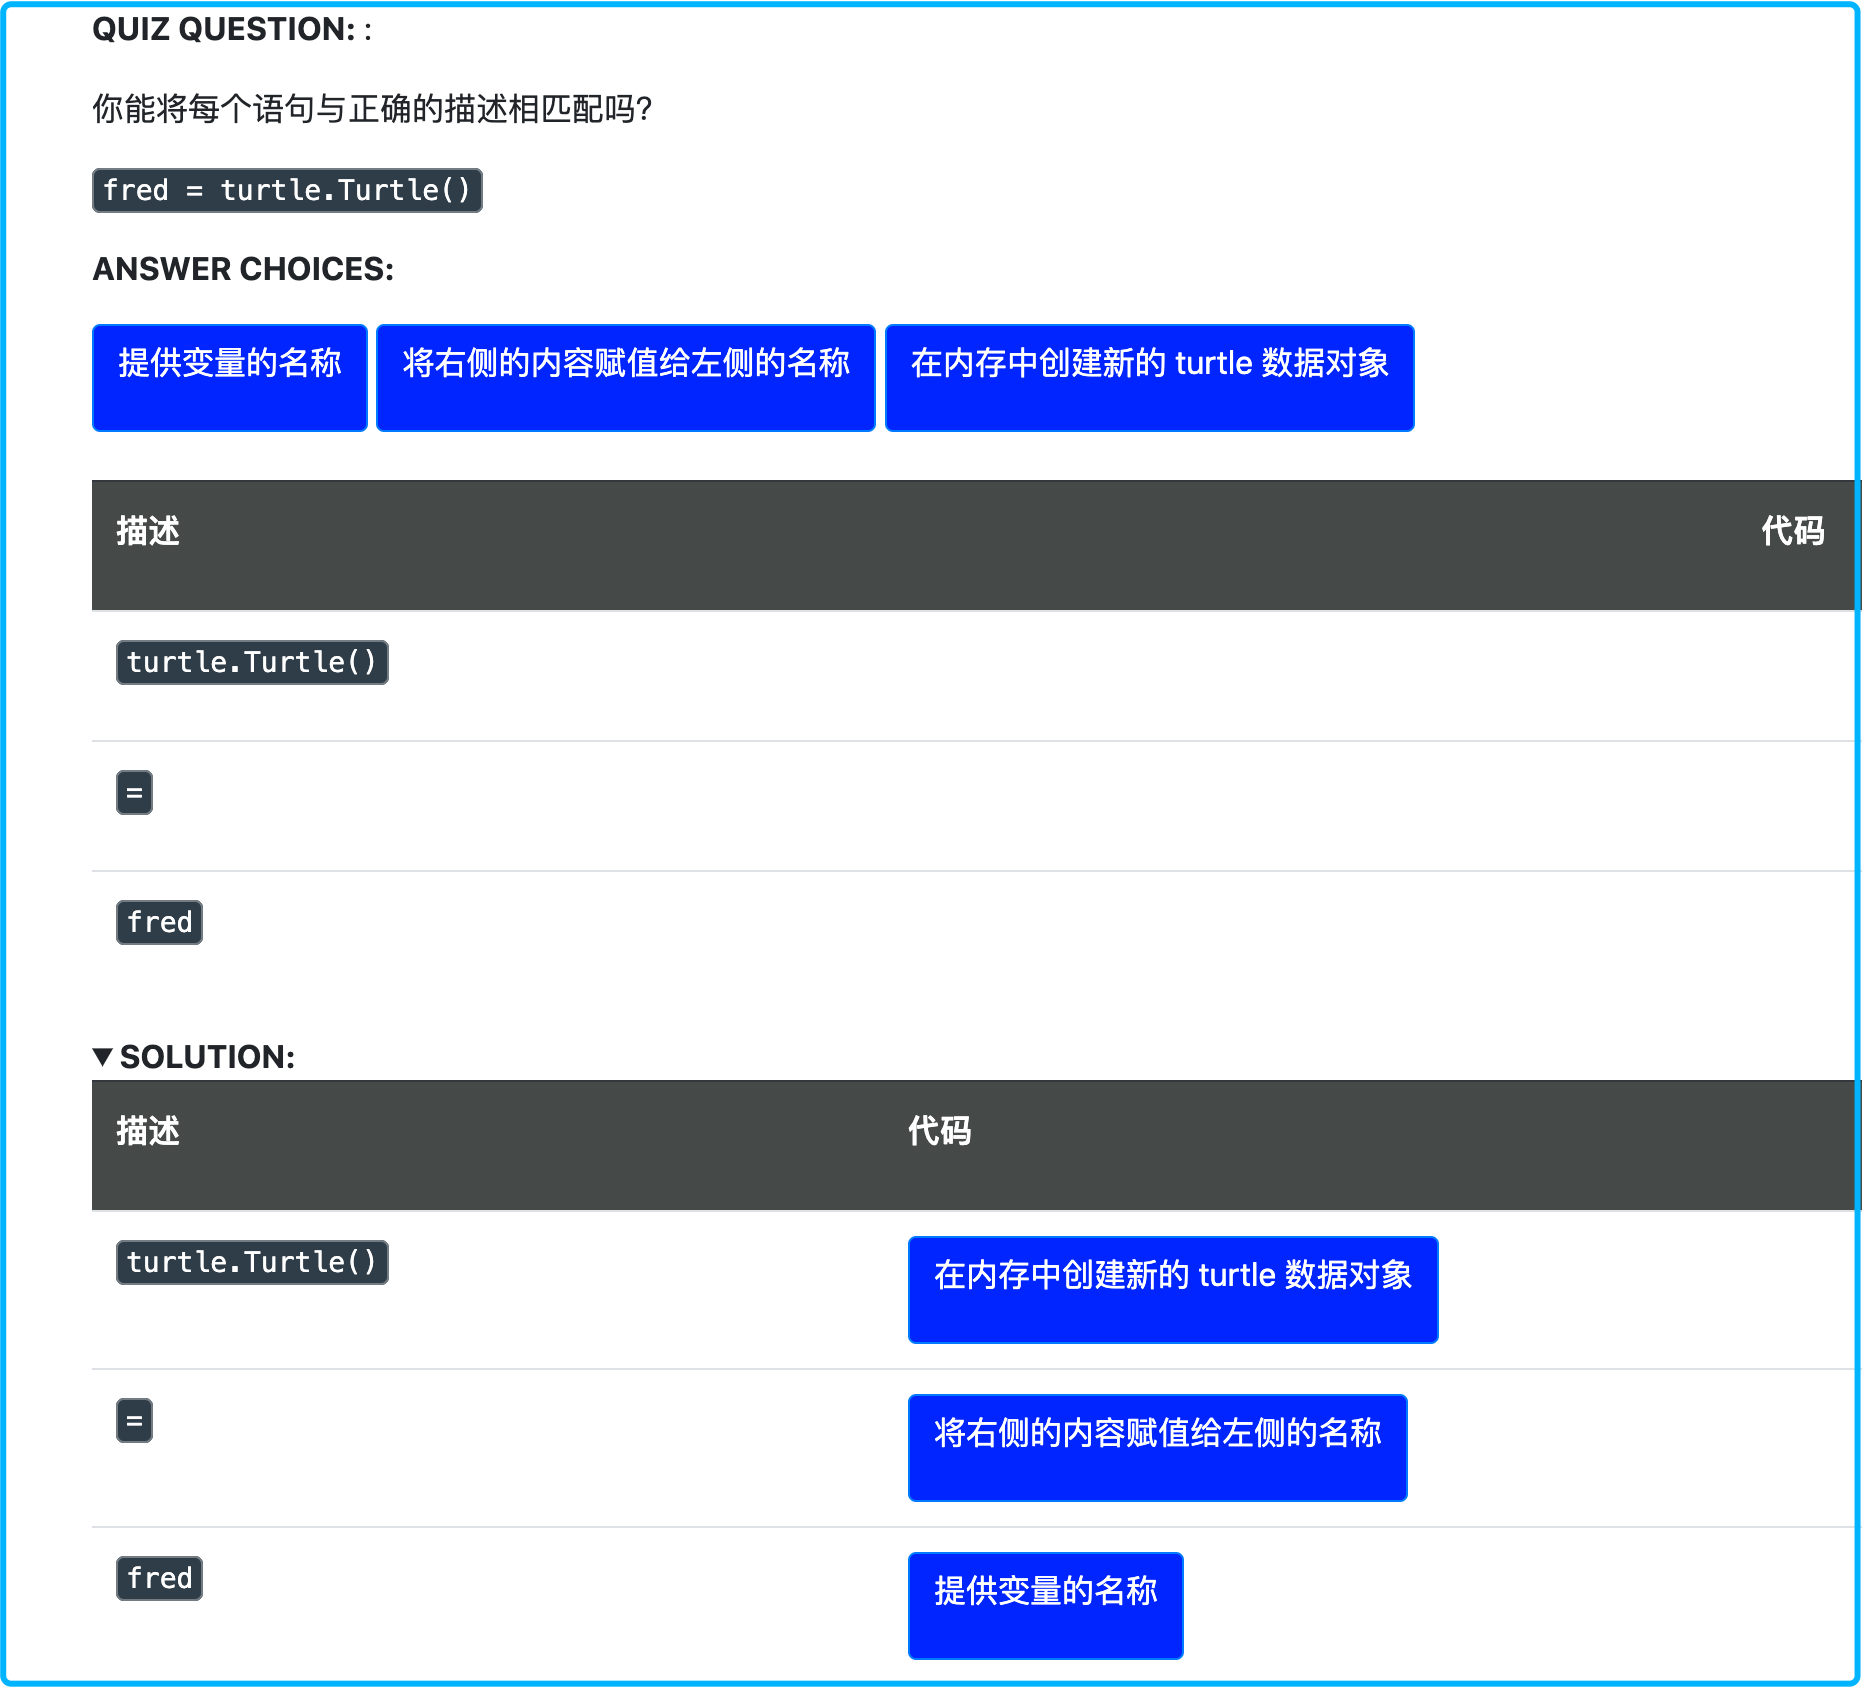 QUIZ QUESTION: :
你能将每个语句与正确的描述相匹配吗?
fred = turtle.Turtle()
ANSWER CHOICES:
提供变量的名称 将右侧的内容赋值给左侧的名称 在内存中创建新的 turtle 数据对象
描述 代码
turtle.Turtle()
=
fred
▼ SOLUTION:
描述 代码
turtle.Turtle() 在内存中创建新的 turtle 数据对象
= 将右侧的内容赋值给左侧的名称
fred 提供变量的名称